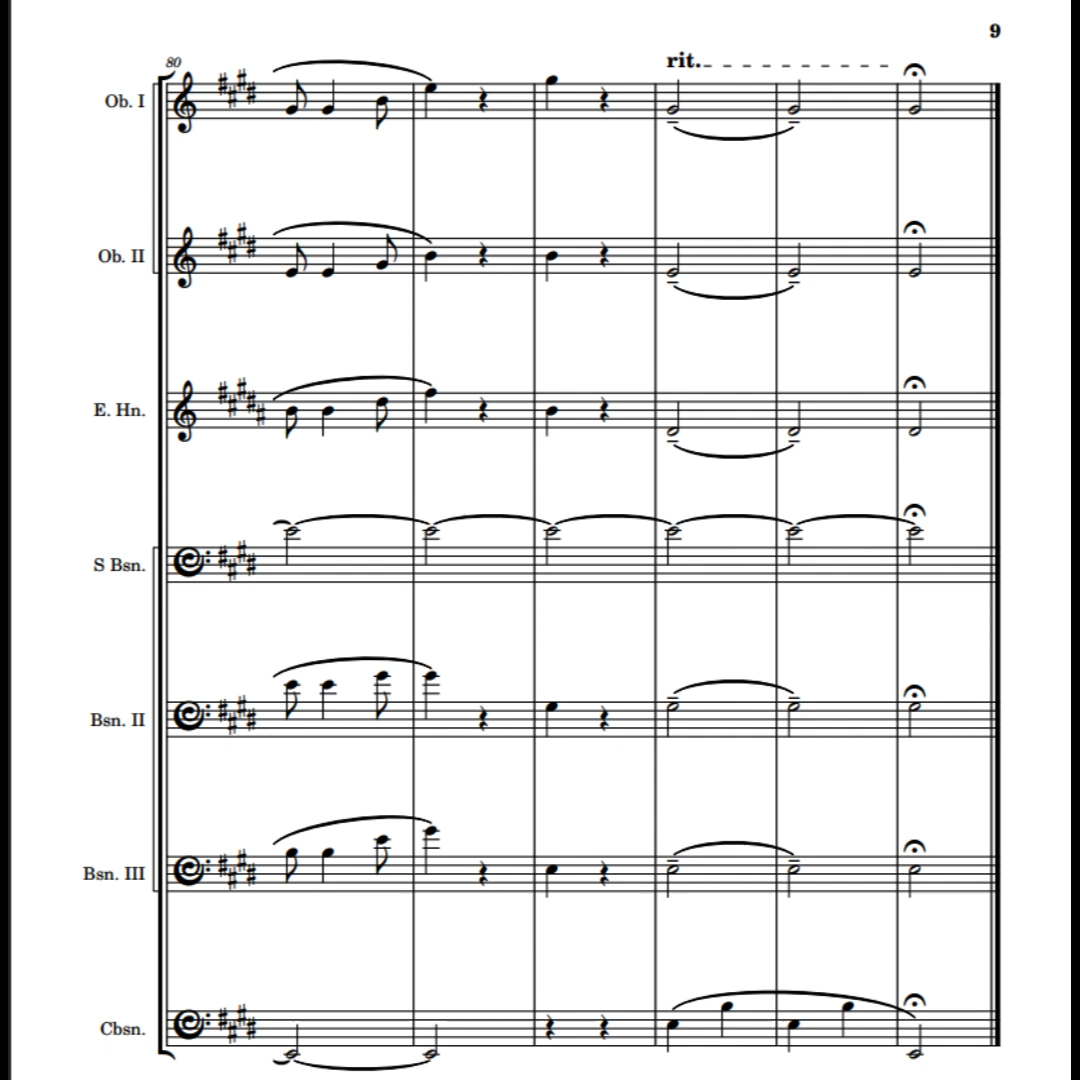 9
80
rit.
Ob. I
Ob. II
E. Hn.
S Bsn.
Bsn. II
Bsn. III
Cbsn.